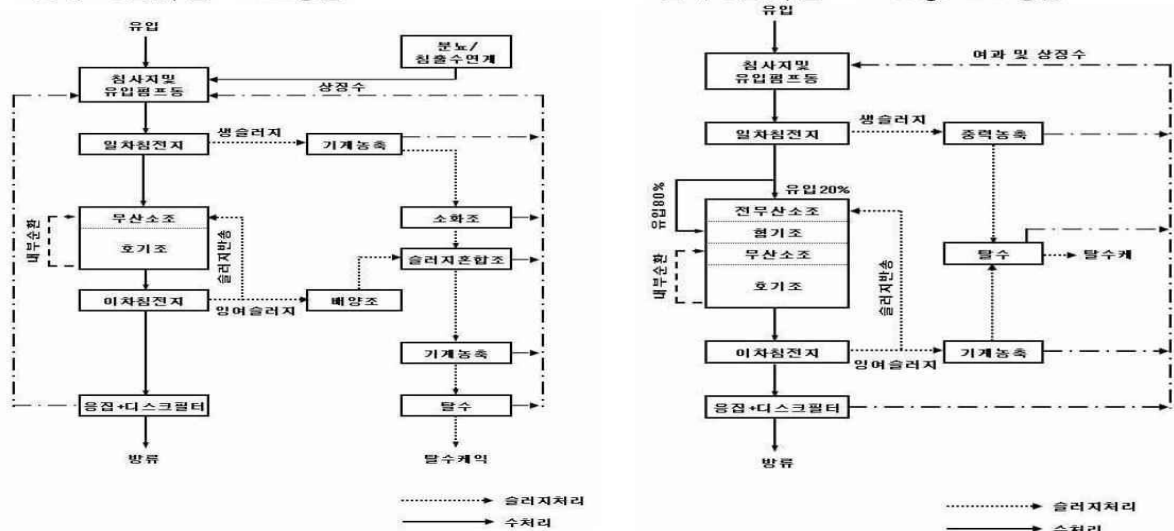 유입
분뇨/
침출수연계
침사지및
유입펌프동
상징수
일차침전지
생슬러지
기계농축
무산소조
호기조
내부순환
슬러지반송
소화조
슬러지혼합조
이차침전지
잉여슬러지
배양조
기계농축
응집+디스크필터
탈수
방류
탈수케익
슬러지처리
수처리
유입
침사지및
유입펌프동
여과 및 상징수
일차침전지
생슬러지
중력농축
유입80%
유입20%
전무산소조
혐기조
무산소조
호기조
내부순환
슬러지반송
탈수
탈수케
이차침전지
잉여슬러지
기계농축
응집+디스크필터
방류
슬러지처리
수처리